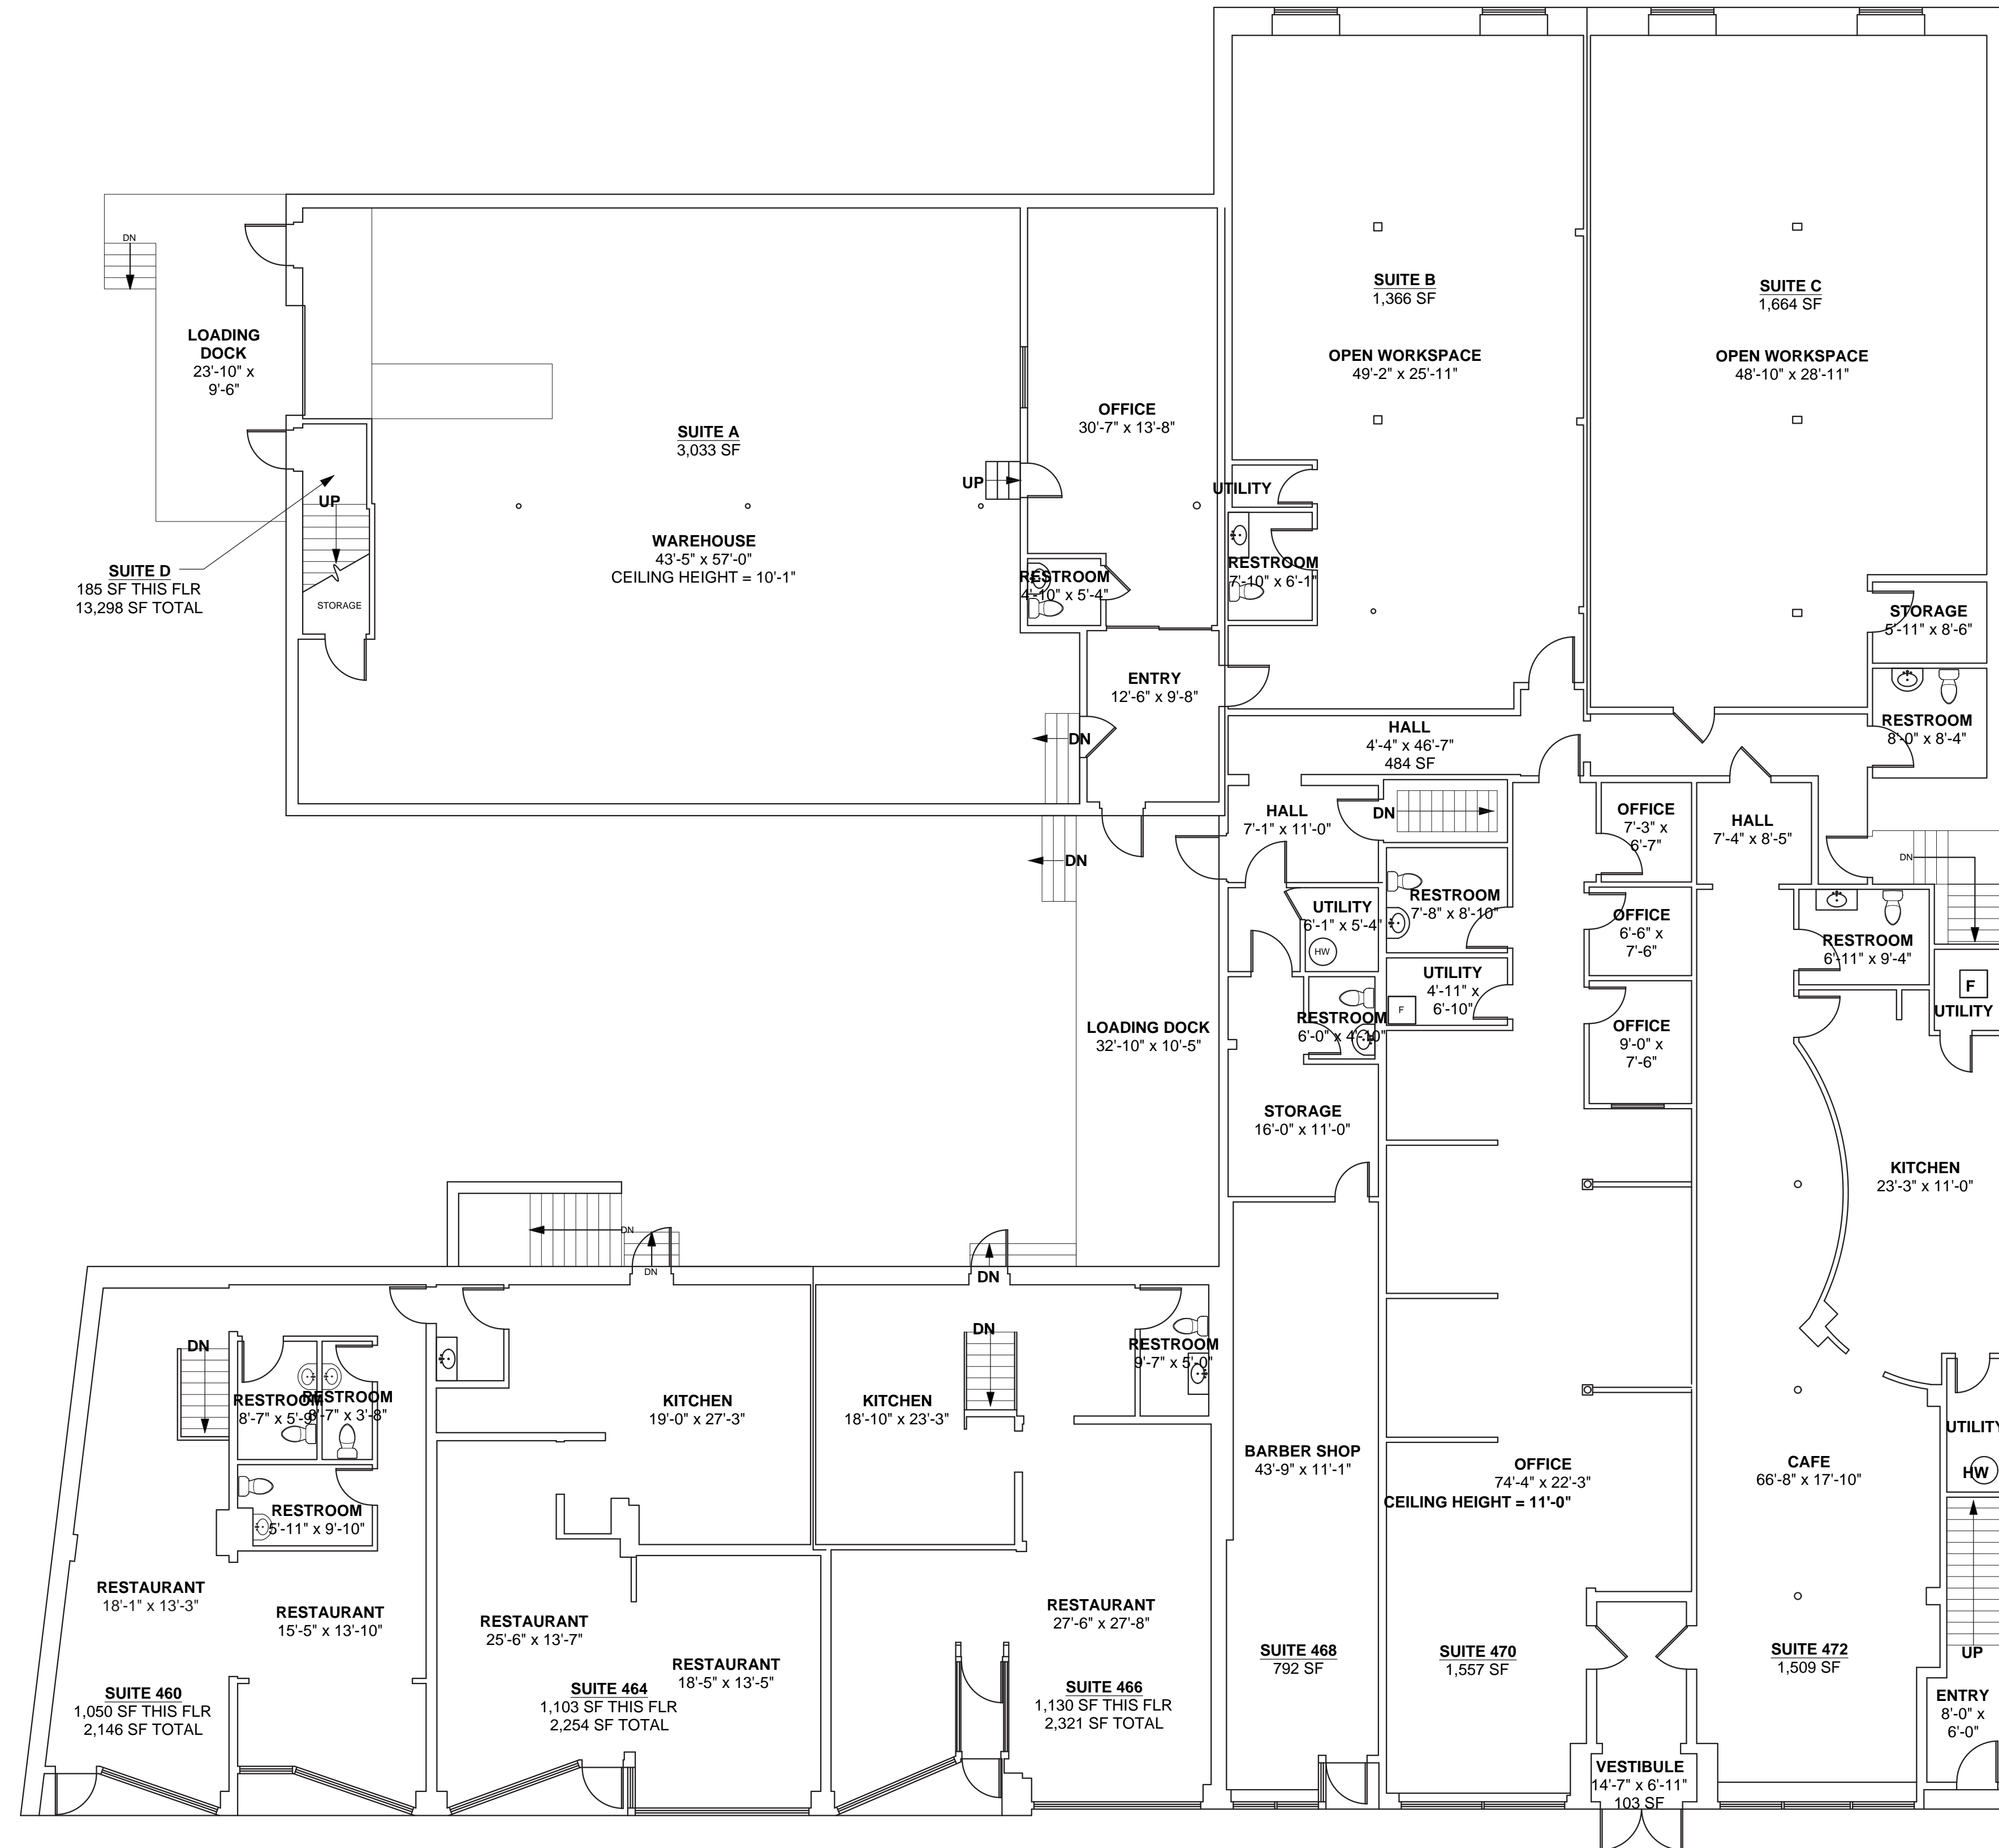 SUITE B
1,366 SF
OPEN WORKSPACE
49'-2" x 25'-11"
SUITE C
1,664 SF
OPEN WORKSPACE
48'-10" x 28'-11"
DN
LOADING
DOCK
23'-10" x
9'-6"
SUITE A
3,033 SF
WAREHOUSE
43'-5" x 57'-0"
CEILING HEIGHT = 10'-1"
OFFICE
30'-7" x 13'-8"
UP
UP
UTILITY
RESTROOM
7'-10" x 6'-1"
RESTROOM
4'-10" x 5'-4"
SUITE D
185 SF THIS FLR
13,298 SF TOTAL
STORAGE
STORAGE
5'-11" x 8'-6"
ENTRY
12'-6" x 9'-8"
DN
HALL
4'-4" x 46'-7"
484 SF
RESTROOM
8'-0" x 8'-4"
HALL
7'-1" x 11'-0"
DN
OFFICE
7'-3" x
6'-7"
HALL
7'-4" x 8'-5"
DN
DN
UTILITY
6'-1" x 5'-4"
HW
RESTROOM
7'-8" x 8'-10"
OFFICE
6'-6" x
7'-6"
RESTROOM
6'-11" x 9'-4"
UTILITY
4'-11" x
6'-10"
F
F
UTILITY
LOADING DOCK
32'-10" x 10'-5"
RESTROOM
6'-0" x 4'-10"
OFFICE
9'-0" x
7'-6"
STORAGE
16'-0" x 11'-0"
KITCHEN
23'-3" x 11'-0"
DN
DN
DN
DN
DN
RESTROOM
9'-7" x 5'-0"
RESTROOM
8'-7" x 5'-9"
RESTROOM
8'-7" x 3'-8"
KITCHEN
19'-0" x 27'-3"
KITCHEN
18'-10" x 23'-3"
RESTROOM
5'-11" x 9'-10"
BARBER SHOP
43'-9" x 11'-1"
OFFICE
74'-4" x 22'-3"
CEILING HEIGHT = 11'-0"
CAFE
66'-8" x 17'-10"
UTILITY
HW
RESTAURANT
18'-1" x 13'-3"
RESTAURANT
15'-5" x 13'-10"
RESTAURANT
25'-6" x 13'-7"
RESTAURANT
18'-5" x 13'-5"
RESTAURANT
27'-6" x 27'-8"
SUITE 460
1,050 SF THIS FLR
2,146 SF TOTAL
SUITE 464
1,103 SF THIS FLR
2,254 SF TOTAL
SUITE 466
1,130 SF THIS FLR
2,321 SF TOTAL
SUITE 468
792 SF
SUITE 470
1,557 SF
SUITE 472
1,509 SF
UP
ENTRY
8'-0" x
6'-0"
VESTIBULE
14'-7" x 6'-11"
103 SF